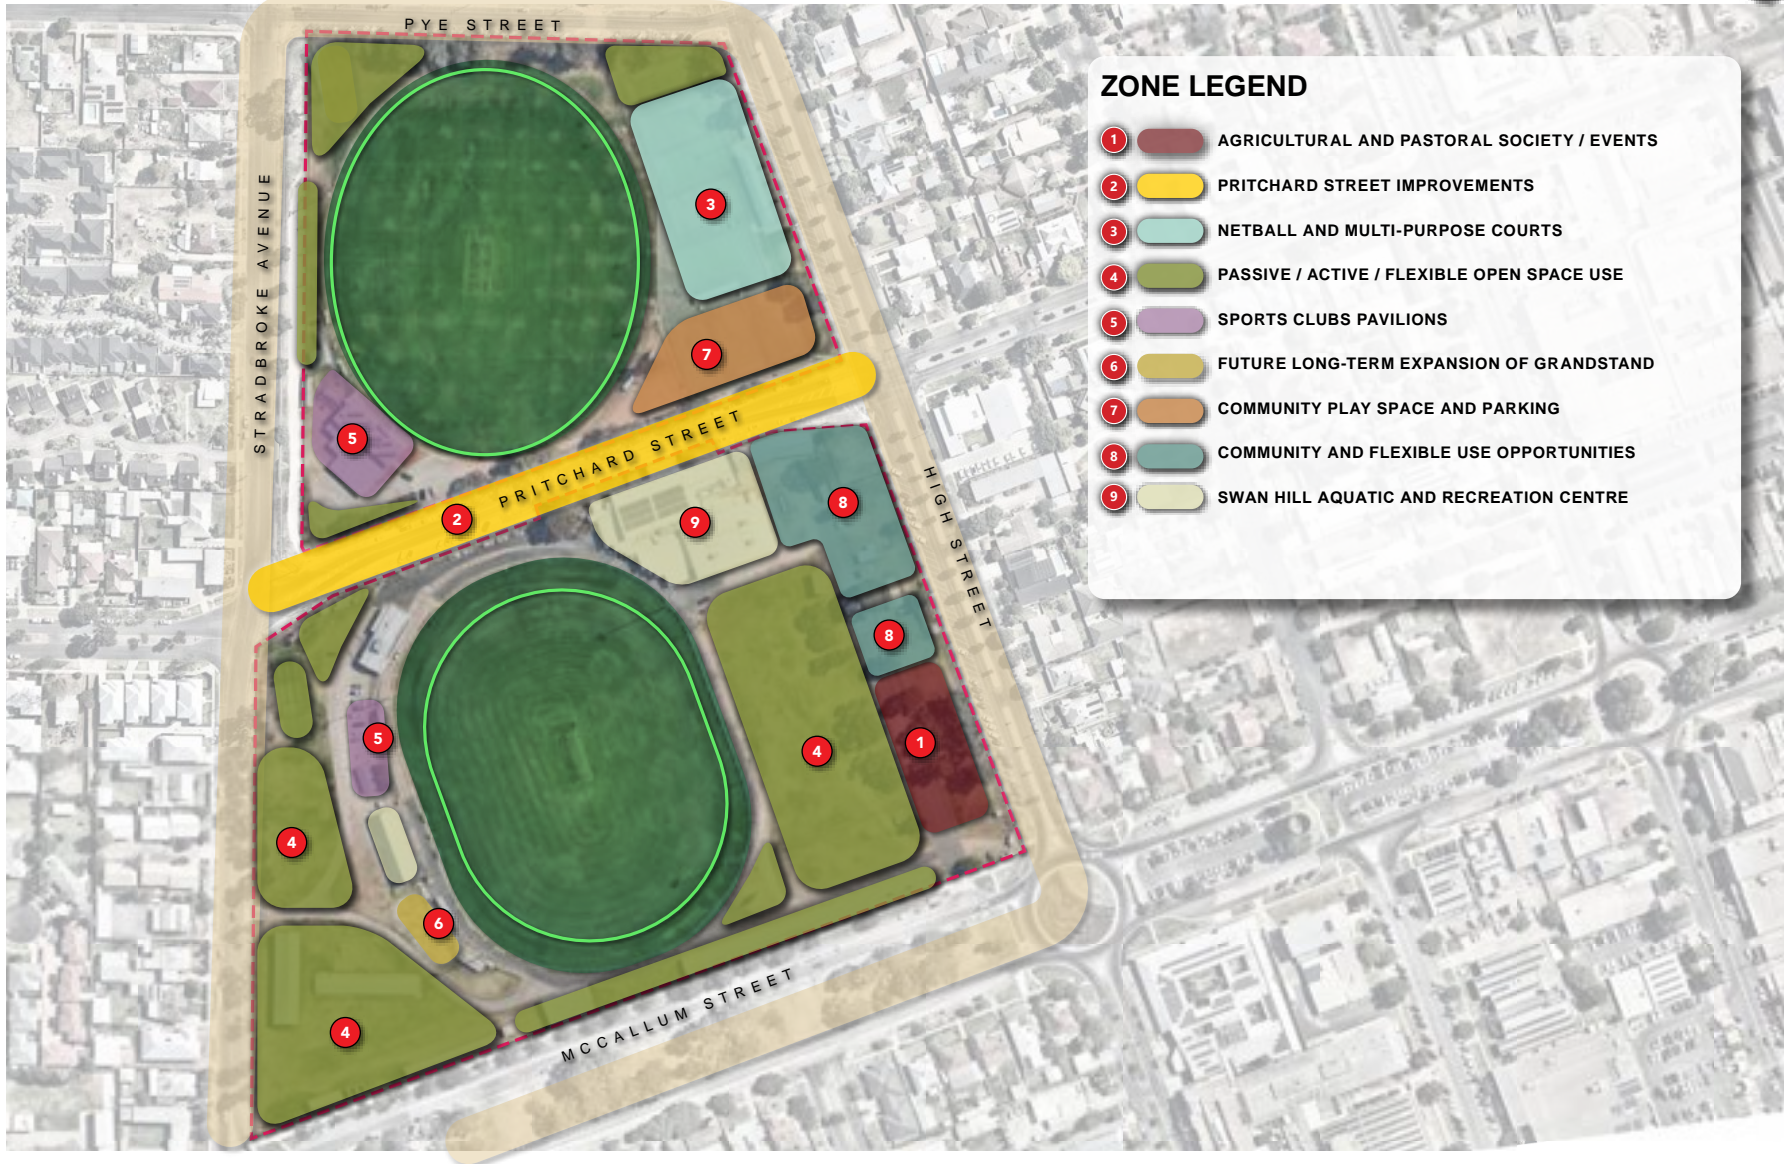 PYE STREET
STRADBROKE AVENUE
3
7
5
PRITCHARD STREET
2
9
8
HIGH STREET
8
5
4
1
4
6
4
MCCALLUM STREET
ZONE LEGEND
1 AGRICULTURAL AND PASTORAL SOCIETY / EVENTS
2 PRITCHARD STREET IMPROVEMENTS
3 NETBALL AND MULTI-PURPOSE COURTS
4 PASSIVE / ACTIVE / FLEXIBLE OPEN SPACE USE
5 SPORTS CLUBS PAVILIONS
6 FUTURE LONG-TERM EXPANSION OF GRANDSTAND
7 COMMUNITY PLAY SPACE AND PARKING
8 COMMUNITY AND FLEXIBLE USE OPPORTUNITIES
9 SWAN HILL AQUATIC AND RECREATION CENTRE